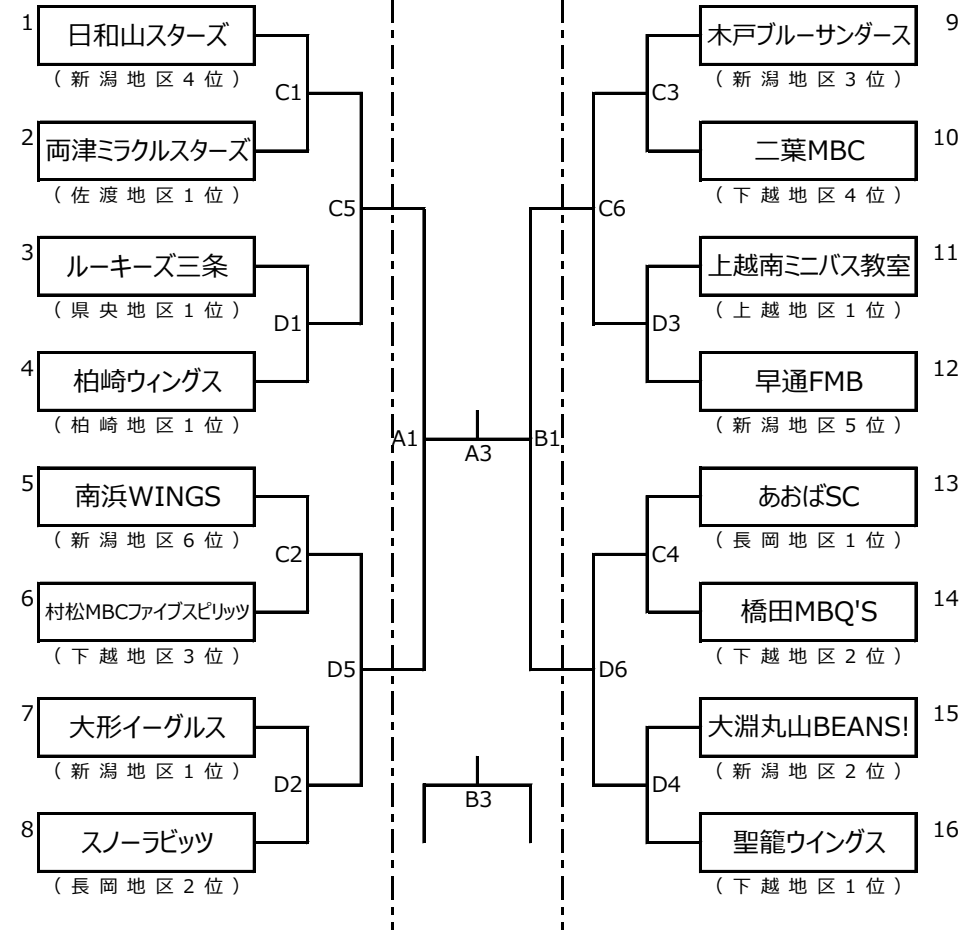 1
日和山スターズ
(新潟地区4位)
C1
2
両津ミラクルスターズ
(佐渡地区1位)
C5
3
ルーキーズ三条
(県央地区1位)
D1
4
柏崎ウィングス
(柏崎地区1位)
A1
5
南浜WINGS
(新潟地区6位)
C2
6
村松MBCファイブスピリッツ
(下越地区3位)
D5
7
大形イーグルス
(新潟地区1位)
D2
8
スノーラビッツ
(長岡地区2位)
A3
B3
9
木戸ブルーサンダース
(新潟地区3位)
C3
10
二葉MBC
(下越地区4位)
C6
11
上越南ミニバス教室
(上越地区1位)
D3
12
早通FMB
(新潟地区5位)
B1
13
あおばSC
(長岡地区1位)
C4
14
橋田MBQ'S
(下越地区2位)
D6
15
大淵丸山BEANS!
(新潟地区2位)
D4
16
聖籠ウイングス
(下越地区1位)